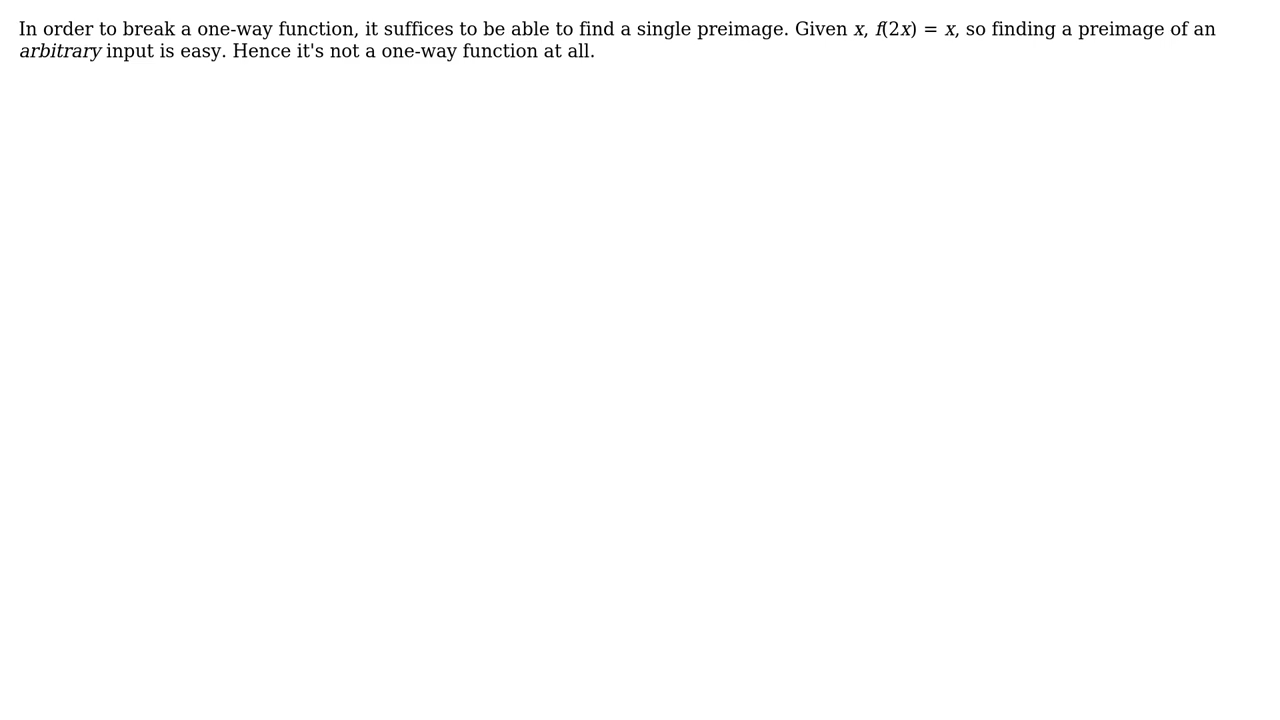 In order to break a one-way function, it suffices to be able to find a single preimage. Given x, f(2x) = x, so finding a preimage of an
arbitrary input is easy. Hence it's not a one-way function at all.